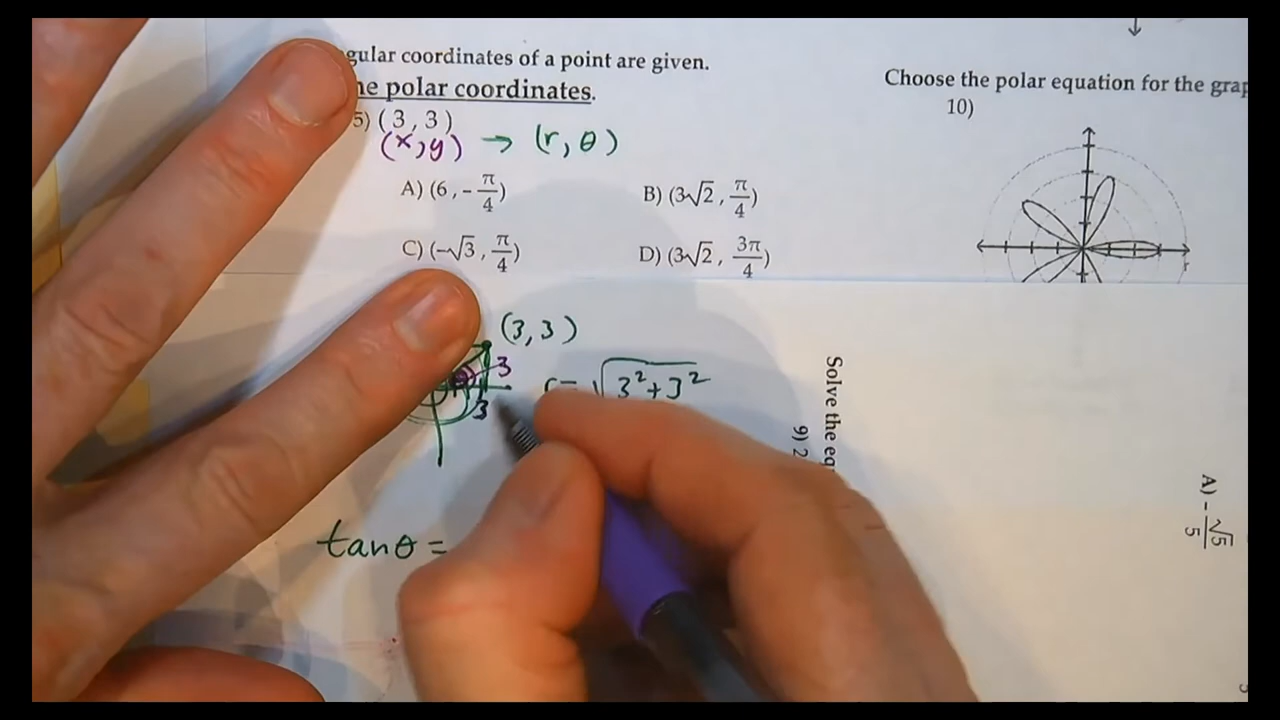 gular coordinates of a point are given.
he polar coordinates.
5) (3, 3)
(x, y) → (r, θ)
A) (6, -π/4)
B) (3√2, π/4)
C) (-√3, π/4)
D) (3√2, 3π/4)
(3, 3)
3
3
r = √3²+3²
tanθ =
Choose the polar equation for the grap
10)
r
Solve the eq
9) 2
A) -√5/5